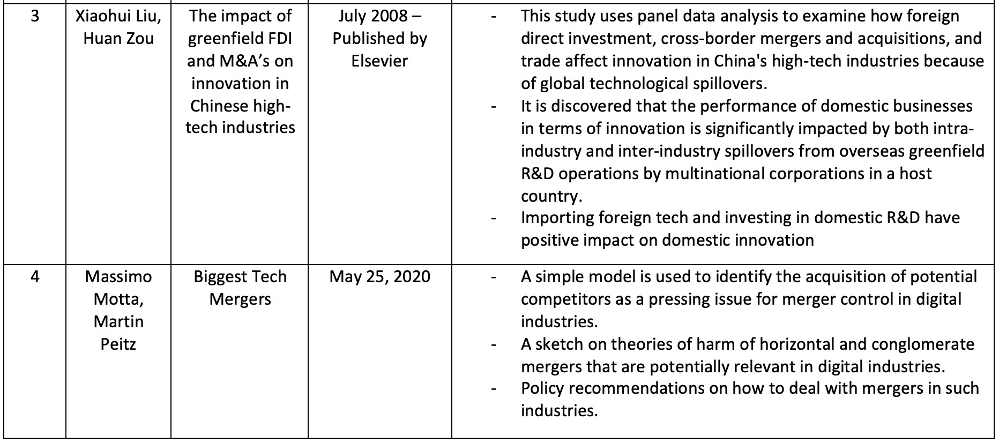 3
Xiaohui Liu,
Huan Zou
The impact of
greenfield FDI
and M&A’s on
innovation in
Chinese high-
tech industries
July 2008 –
Published by
Elsevier
- This study uses panel data analysis to examine how foreign
direct investment, cross-border mergers and acquisitions, and
trade affect innovation in China's high-tech industries because
of global technological spillovers.
- It is discovered that the performance of domestic businesses
in terms of innovation is significantly impacted by both intra-
industry and inter-industry spillovers from overseas greenfield
R&D operations by multinational corporations in a host
country.
- Importing foreign tech and investing in domestic R&D have
positive impact on domestic innovation
4
Massimo
Motta,
Martin
Peitz
Biggest Tech
Mergers
May 25, 2020
- A simple model is used to identify the acquisition of potential
competitors as a pressing issue for merger control in digital
industries.
- A sketch on theories of harm of horizontal and conglomerate
mergers that are potentially relevant in digital industries.
- Policy recommendations on how to deal with mergers in such
industries.